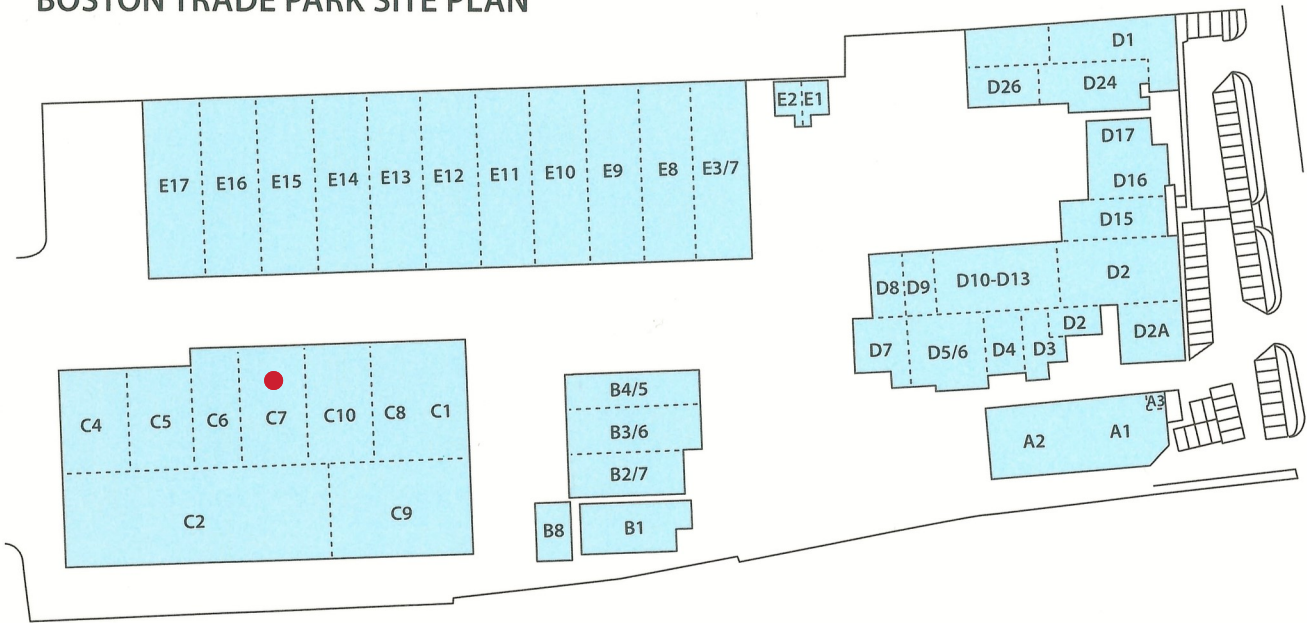 BOSTON TRADE PARK SITE PLAN
D1
D26
D24
E2
E1
D17
D16
D15
E17
E16
E15
E14
E13
E12
E11
E10
E9
E8
E3/7
D8
D9
D10-D13
D2
D7
D5/6
D4
D3
D2
D2A
C4
C5
C6
C7
C10
C8
C1
B4/5
B3/6
B2/7
A3
A2
A1
C2
C9
B8
B1